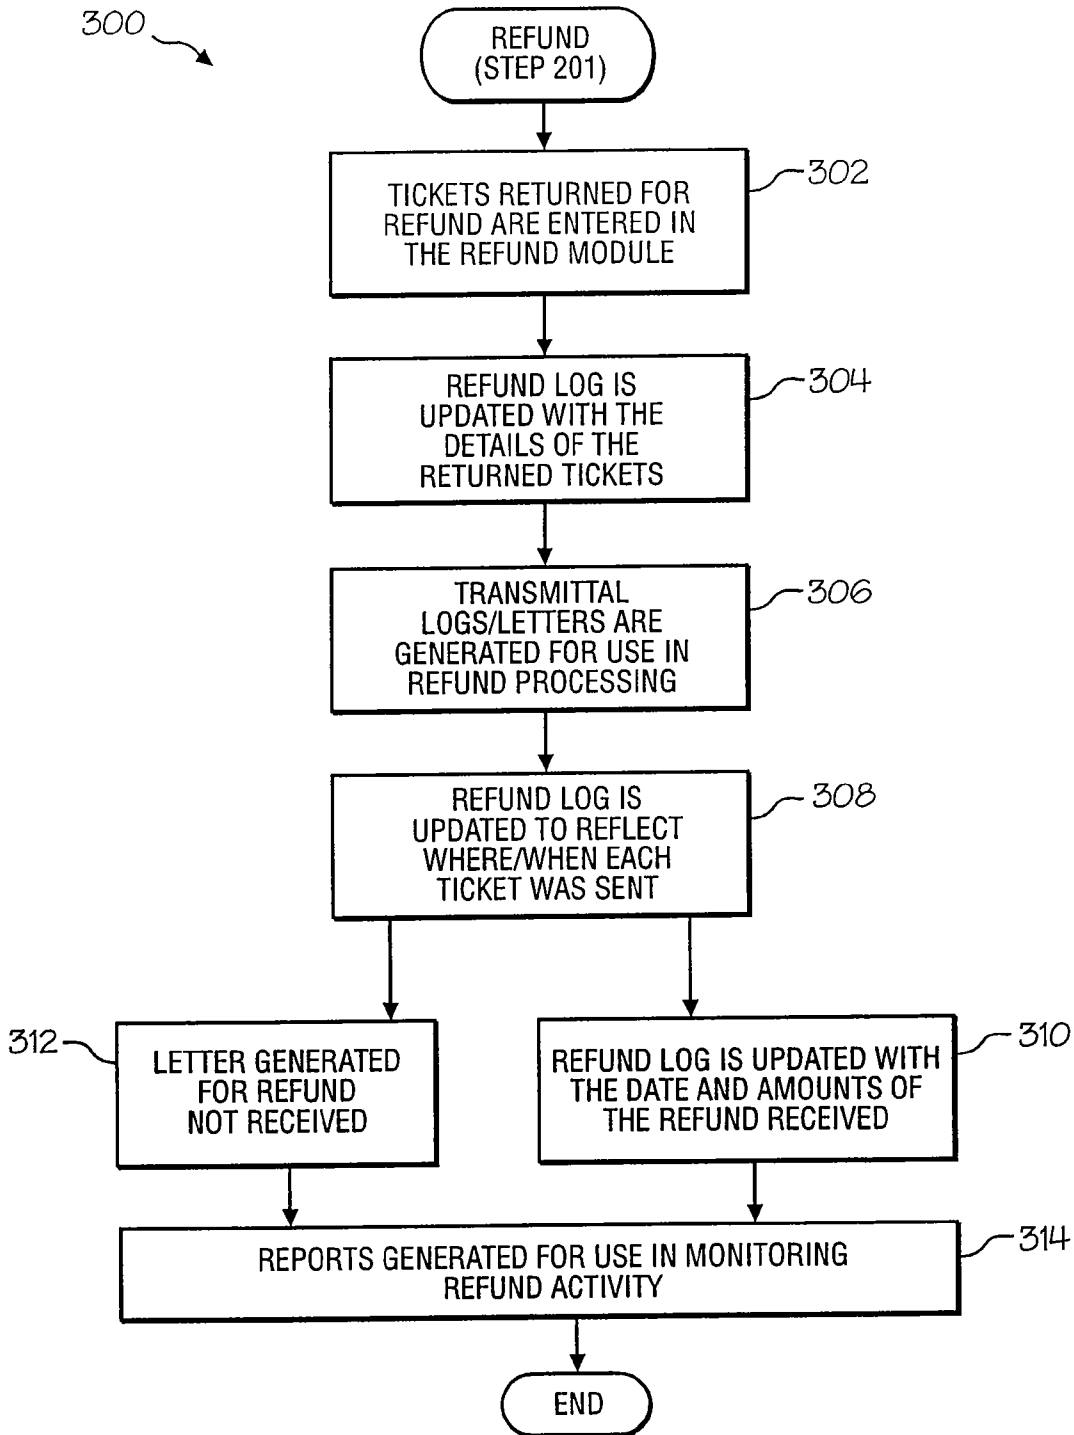 300
REFUND
(STEP 201)
302
TICKETS RETURNED FOR
REFUND ARE ENTERED IN
THE REFUND MODULE
304
REFUND LOG IS
UPDATED WITH THE
DETAILS OF THE
RETURNED TICKETS
306
TRANSMITTAL
LOGS/LETTERS ARE
GENERATED FOR USE IN
REFUND PROCESSING
308
REFUND LOG IS
UPDATED TO REFLECT
WHERE/WHEN EACH
TICKET WAS SENT
312
LETTER GENERATED
FOR REFUND
NOT RECEIVED
310
REFUND LOG IS UPDATED WITH
THE DATE AND AMOUNTS OF
THE REFUND RECEIVED
314
REPORTS GENERATED FOR USE IN MONITORING
REFUND ACTIVITY
END